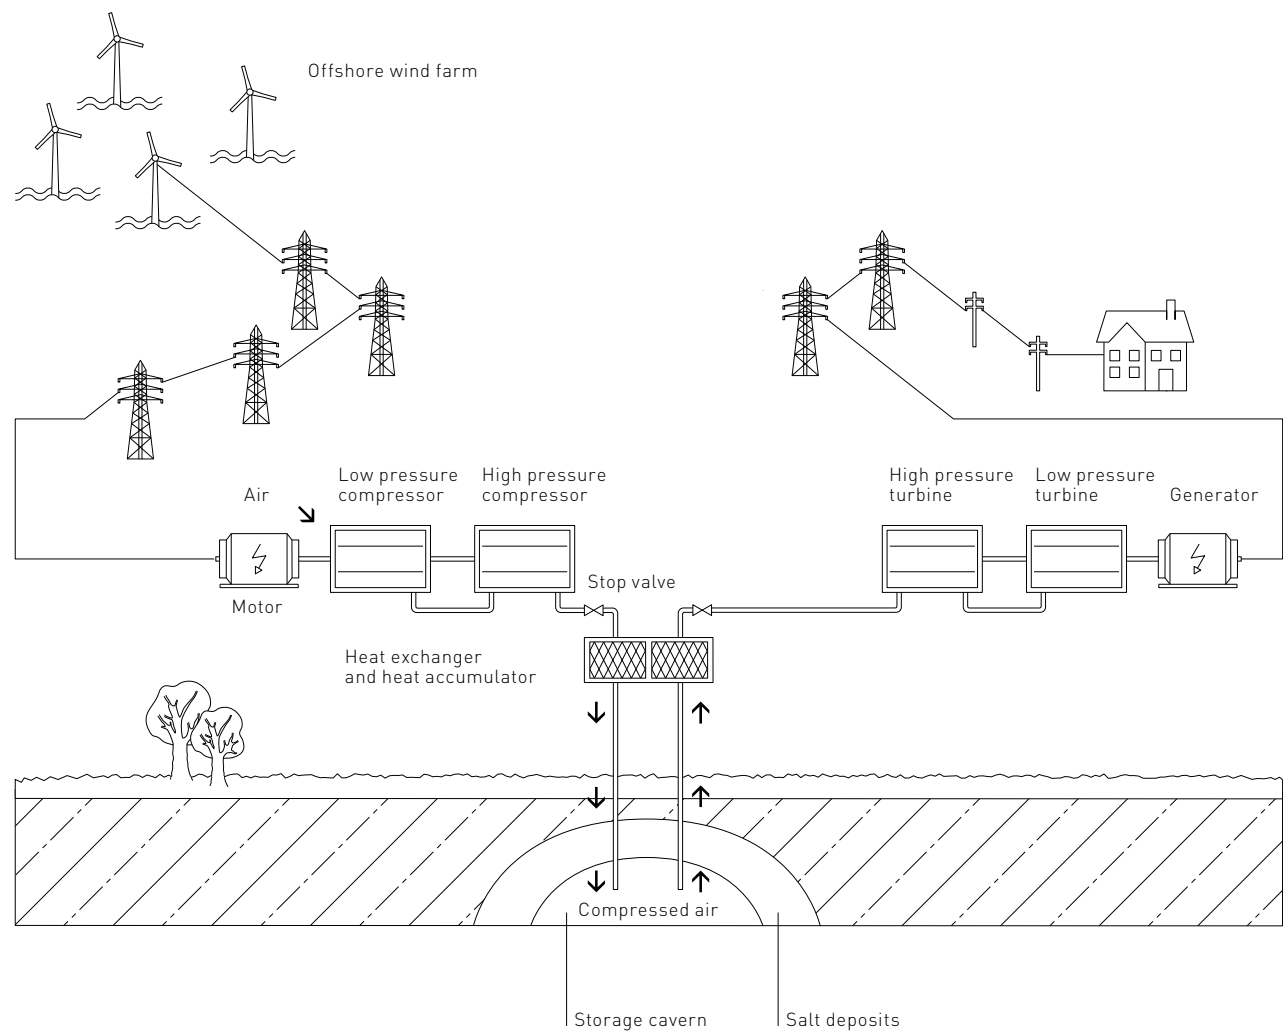 Offshore wind farm
Air
Low pressure
compressor
High pressure
compressor
High pressure
turbine
Low pressure
turbine
Generator
Motor
Stop valve
Heat exchanger
and heat accumulator
Compressed air
Storage cavern
Salt deposits